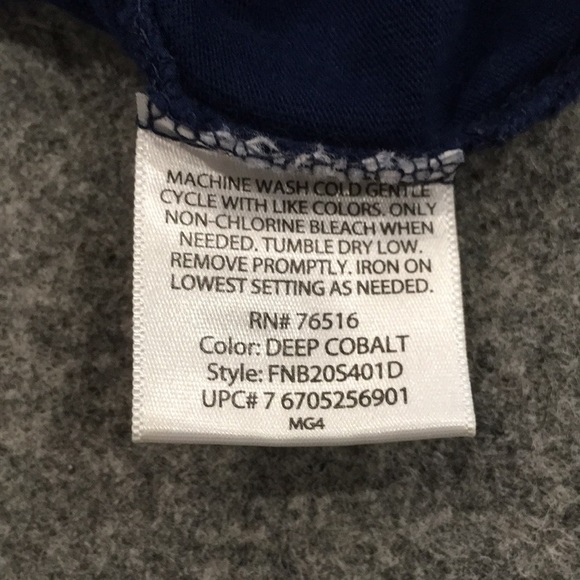 MACHINE WASH COLD GENTLE
CYCLE WITH LIKE COLORS. ONLY
NON-CHLORINE BLEACH WHEN
NEEDED. TUMBLE DRY LOW.
REMOVE PROMPTLY. IRON ON
LOWEST SETTING AS NEEDED.
RN# 76516
Color: DEEP COBALT
Style: FNB20S401D
UPC# 7 6705256901
MG4